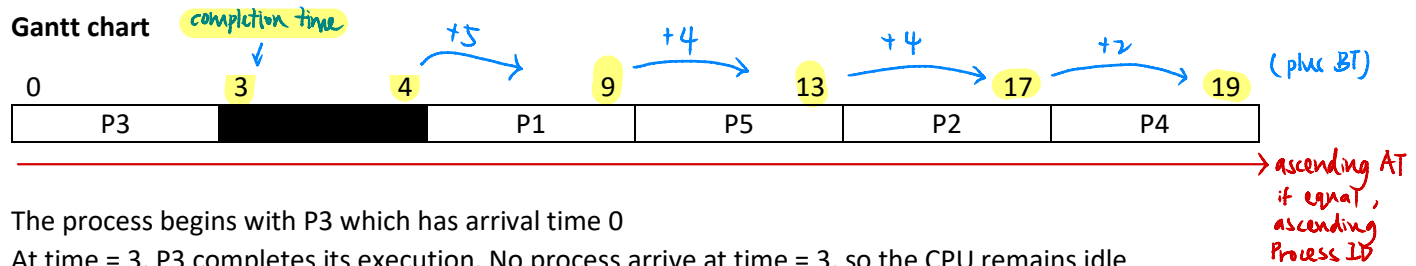 Gantt chart
completion time
+5
+4
+4
+2
(plus BT)
0 3 4 9 13 17 19
P3 P1 P5 P2 P4
ascending AT
if equal,
ascending
Process ID
The process begins with P3 which has arrival time 0
At time = 3, P3 completes its execution. No process arrive at time = 3, so the CPU remains idle